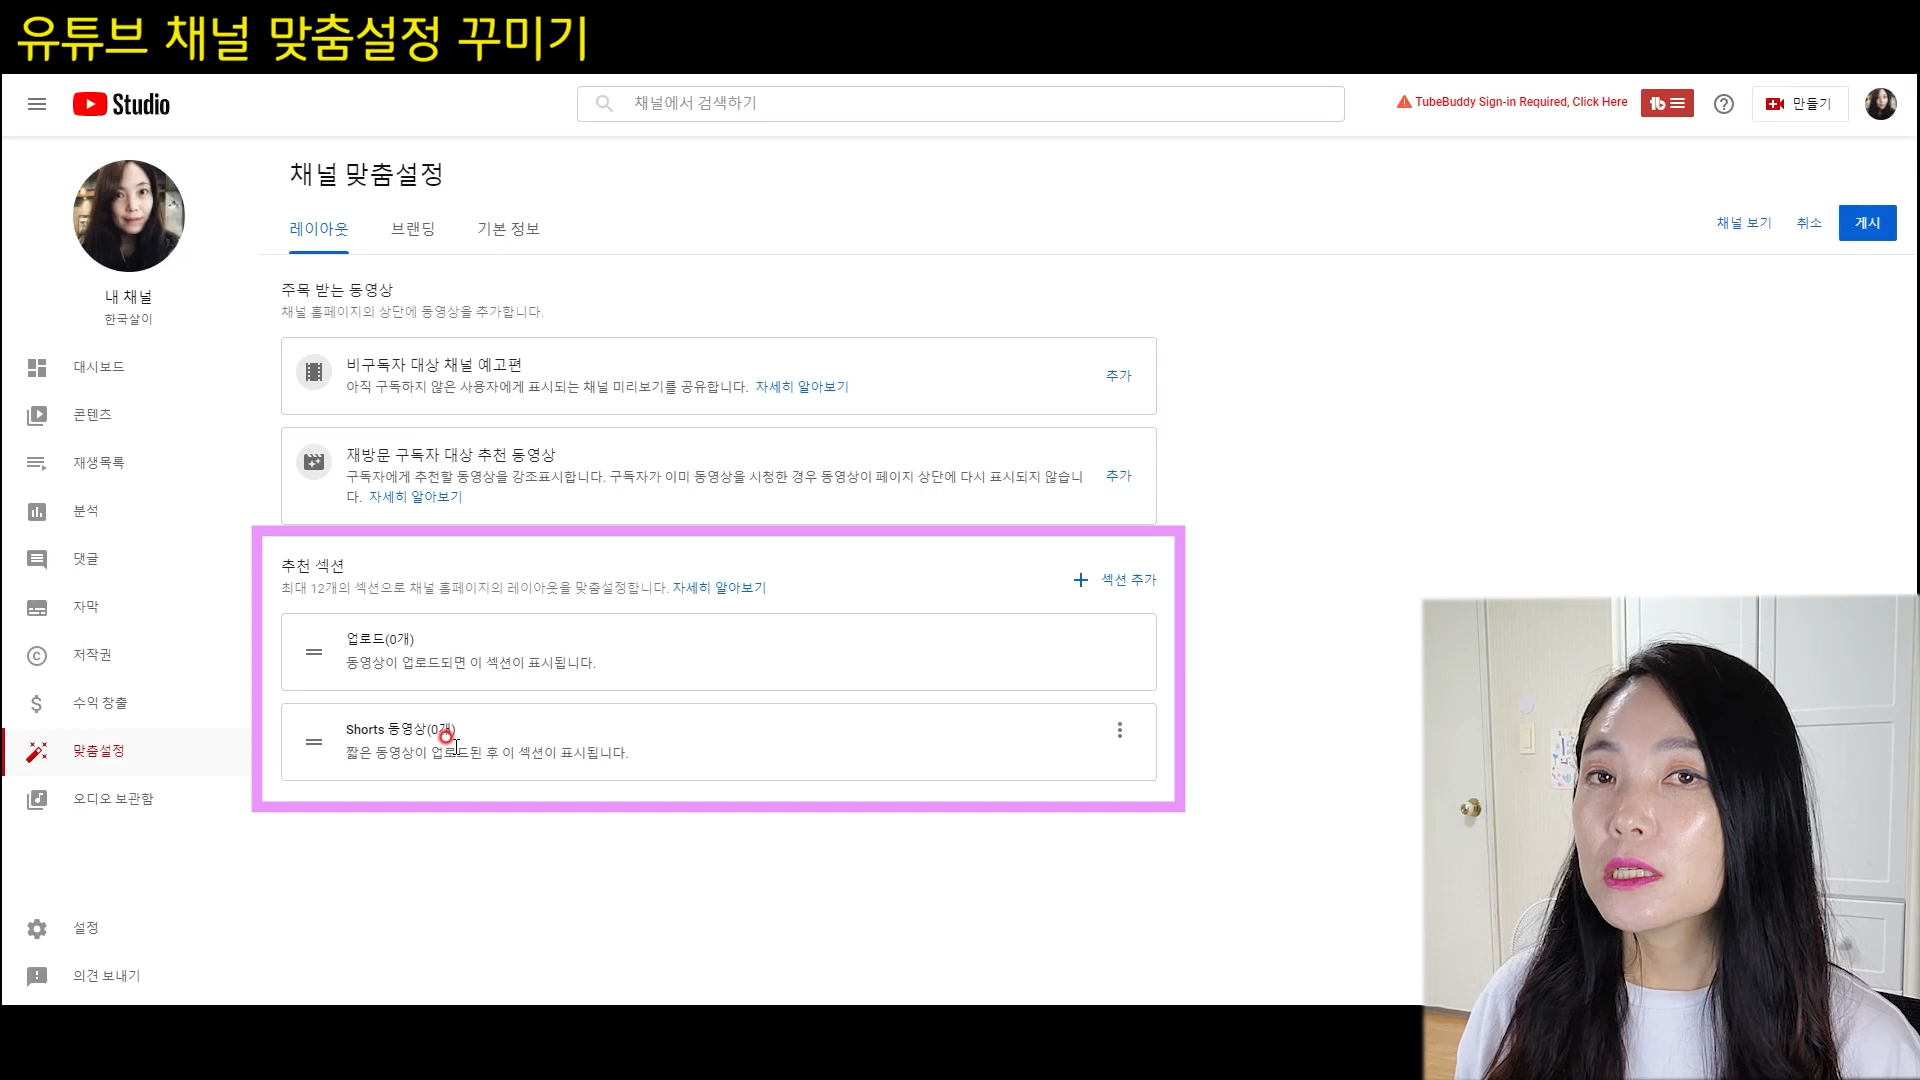 유튜브 채널 맞춤설정 꾸미기
Studio
채널에서 검색하기
TubeBuddy Sign-in Required, Click Here
tb
만들기
채널 맞춤설정
레이아웃
브랜딩
기본 정보
채널 보기
취소
게시
내 채널
한국살이
대시보드
콘텐츠
재생목록
분석
댓글
자막
저작권
수익 창출
맞춤설정
오디오 보관함
설정
의견 보내기
주목 받는 동영상
채널 홈페이지의 상단에 동영상을 추가합니다.
비구독자 대상 채널 예고편
아직 구독하지 않은 사용자에게 표시되는 채널 미리보기를 공유합니다. 자세히 알아보기
추가
재방문 구독자 대상 추천 동영상
구독자에게 추천할 동영상을 강조표시합니다. 구독자가 이미 동영상을 시청한 경우 동영상이 페이지 상단에 다시 표시되지 않습니
다. 자세히 알아보기
추가
추천 섹션
최대 12개의 섹션으로 채널 홈페이지의 레이아웃을 맞춤설정합니다. 자세히 알아보기
섹션 추가
업로드(0개)
동영상이 업로드되면 이 섹션이 표시됩니다.
Shorts 동영상(0개)
짧은 동영상이 업로드된 후 이 섹션이 표시됩니다.